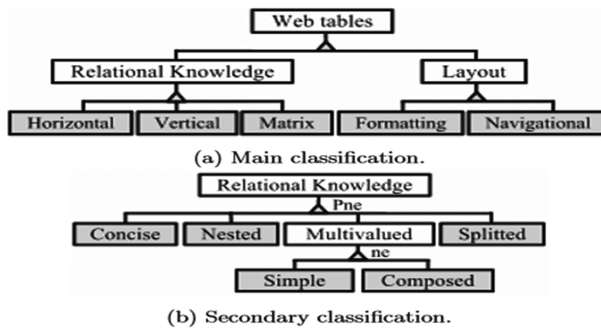 Web tables
Relational Knowledge Layout
Horizontal Vertical Matrix Formatting Navigational
(a) Main classification.
Relational Knowledge
Pne
Concise Nested Multivalued Splitted
ne
Simple Composed
(b) Secondary classification.